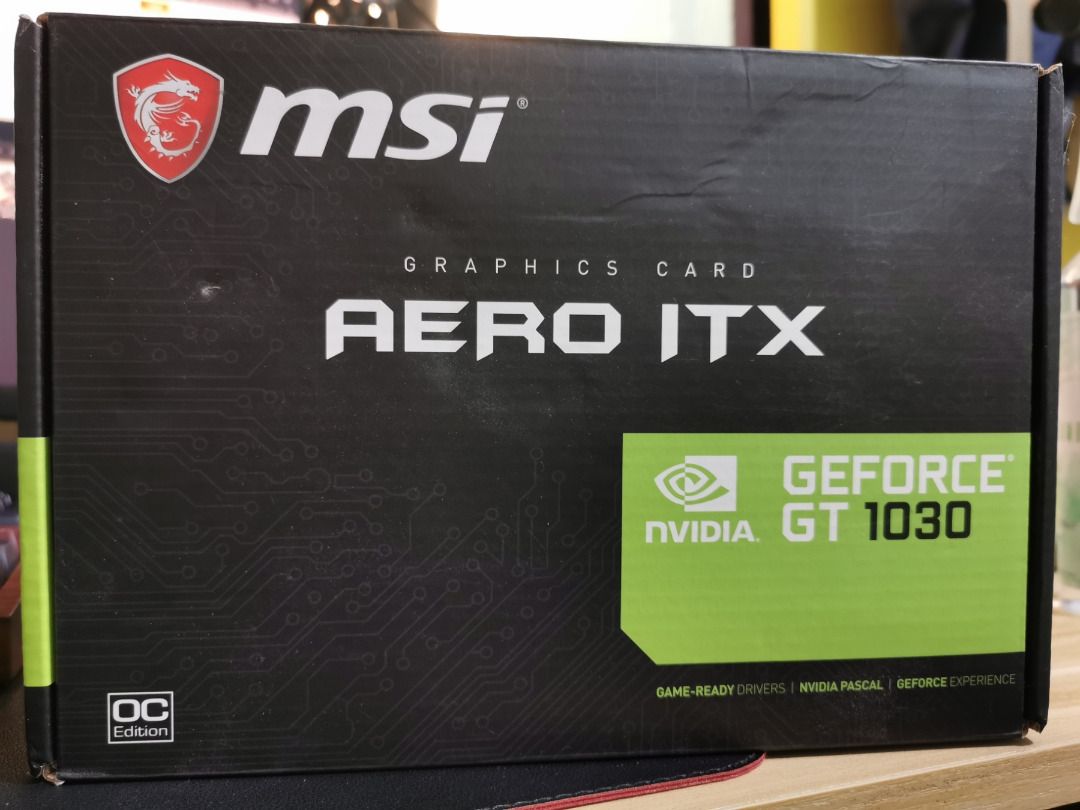 msi®
GRAPHICS CARD
AERO ITX
NVIDIA.
GEFORCE®
GT 1030
GAME-READY DRIVERS | NVIDIA PASCAL | GEFORCE EXPERIENCE
OC
Edition